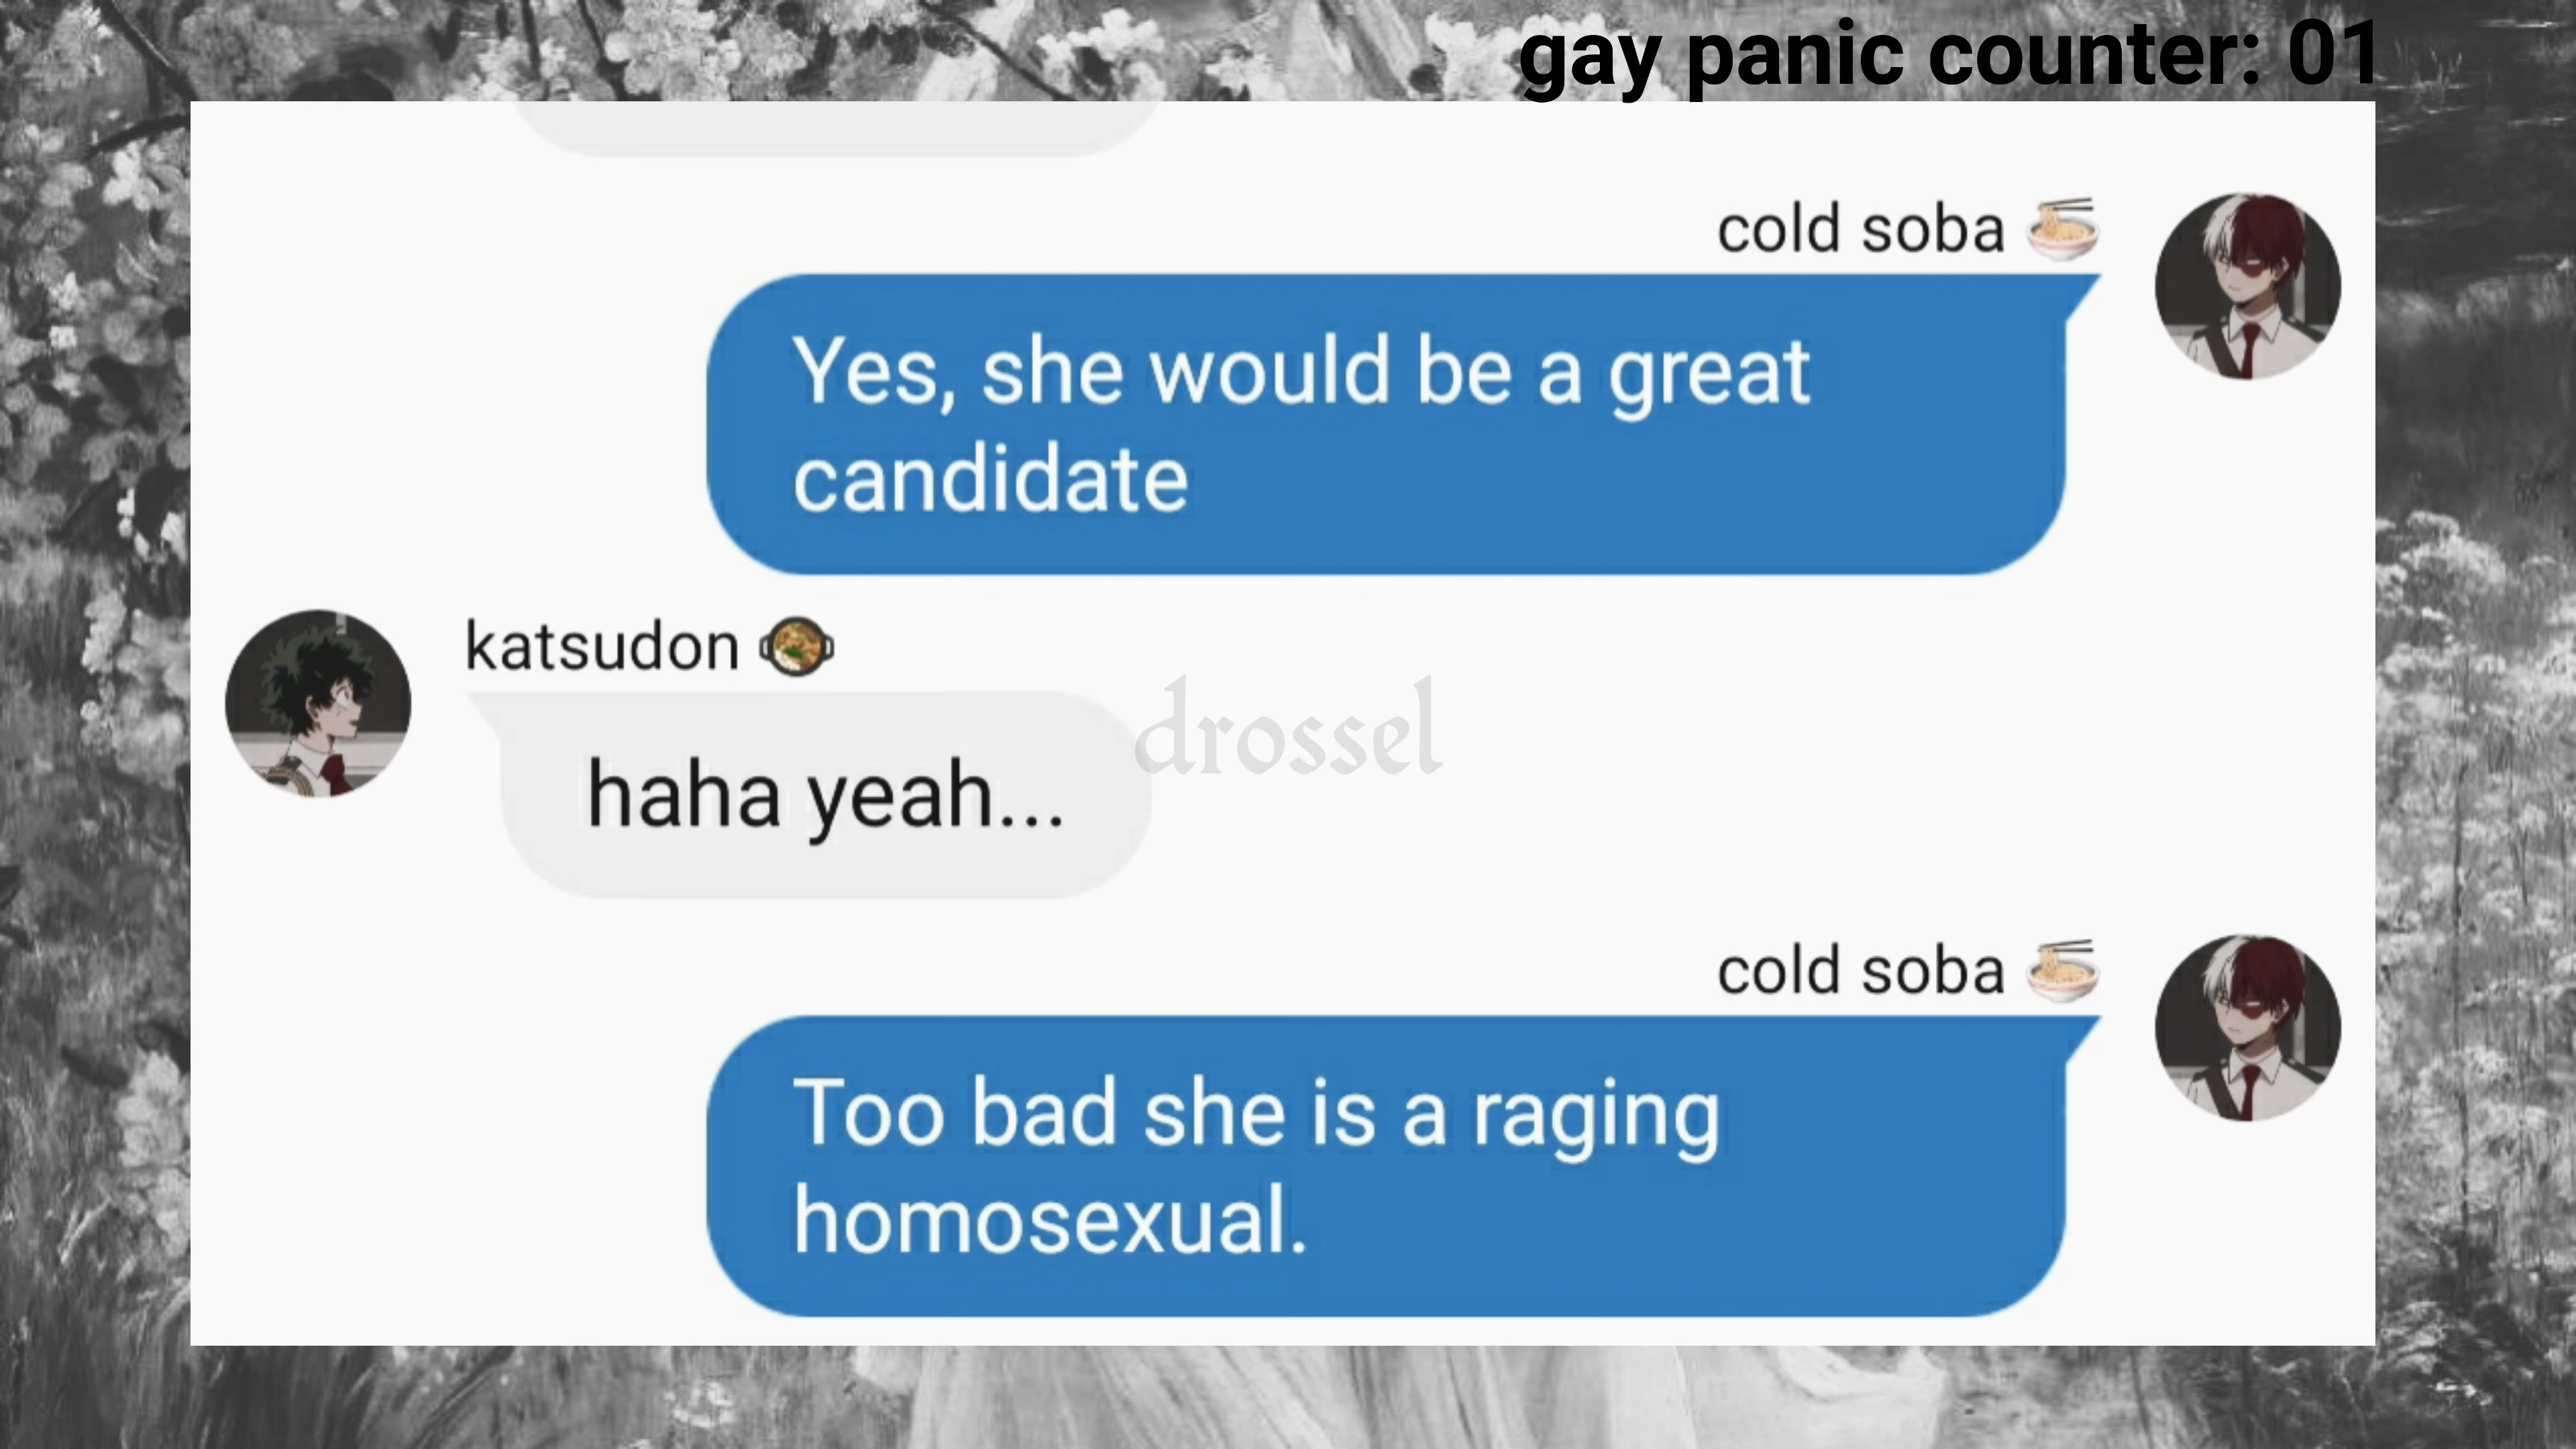 gay panic counter: 01
cold soba 🍜
Yes, she would be a great
candidate
katsudon 🥘
haha yeah...
drossel
cold soba 🍜
Too bad she is a raging
homosexual.